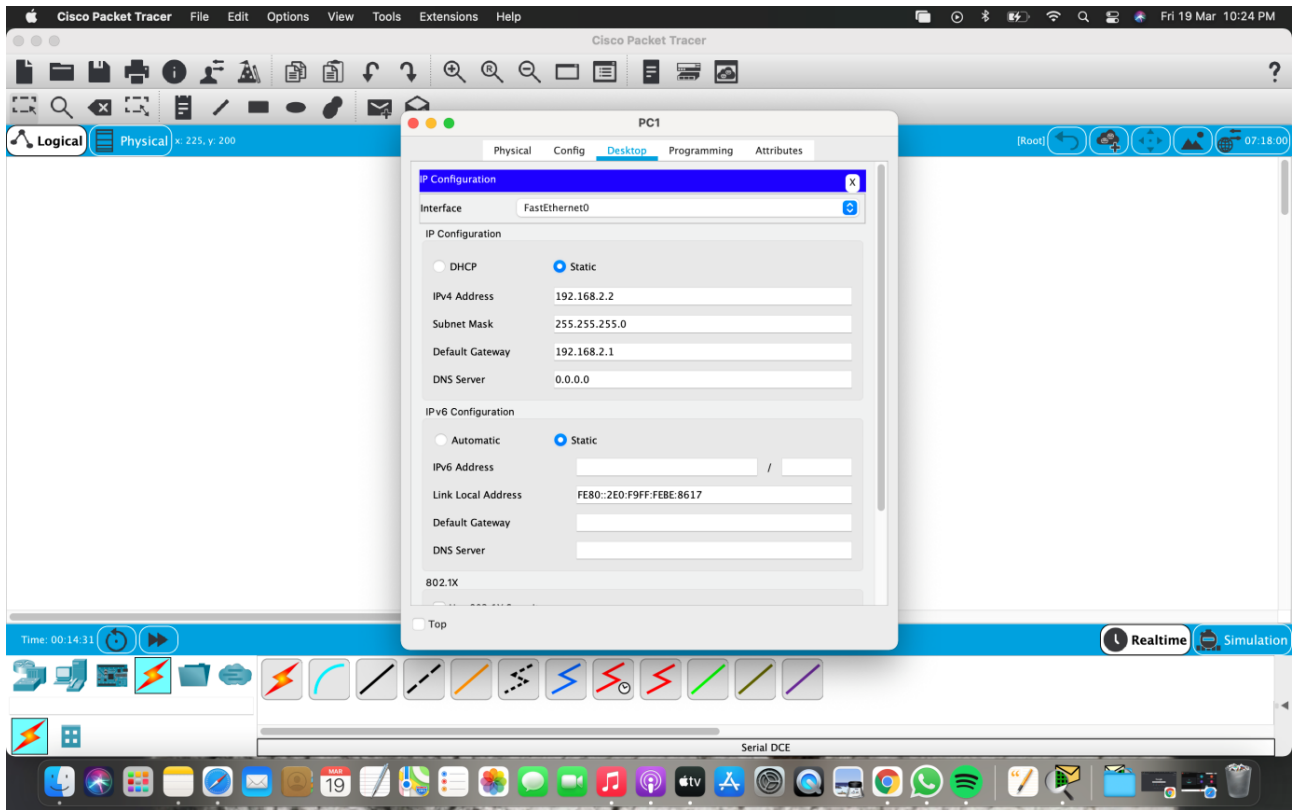 Cisco Packet Tracer File Edit Options View Tools Extensions Help Fri 19 Mar 10:24 PM
Cisco Packet Tracer
?
PC1
Logical Physical x: 225, y: 200 [Root] 07:18:00
Physical Config Desktop Programming Attributes
IP Configuration X
Interface FastEthernet0
IP Configuration
DHCP Static
IPv4 Address 192.168.2.2
Subnet Mask 255.255.255.0
Default Gateway 192.168.2.1
DNS Server 0.0.0.0
IPv6 Configuration
Automatic Static
IPv6 Address /
Link Local Address FE80::2E0:F9FF:FEBE:8617
Default Gateway
DNS Server
802.1X
Top
Time: 00:14:31 Realtime Simulation
Serial DCE
MAR
19
tv